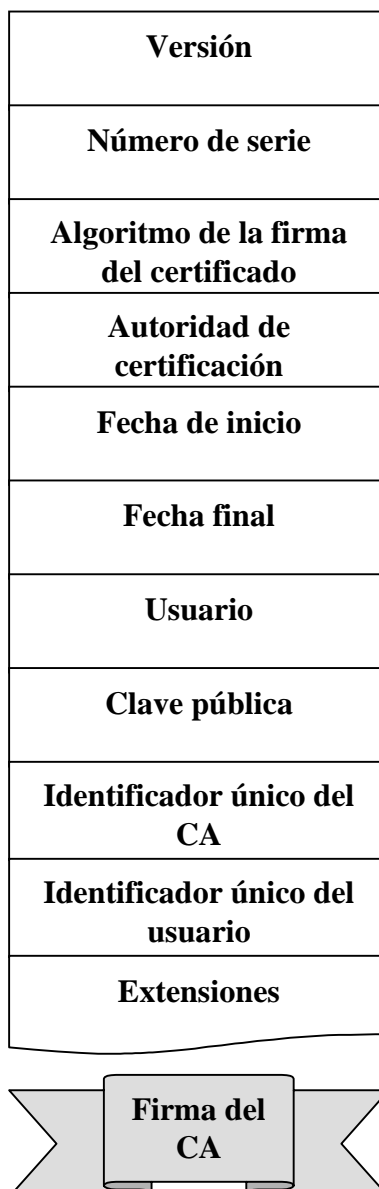 Versión
Número de serie
Algoritmo de la firma
del certificado
Autoridad de
certificación
Fecha de inicio
Fecha final
Usuario
Clave pública
Identificador único del
CA
Identificador único del
usuario
Extensiones
Firma del
CA